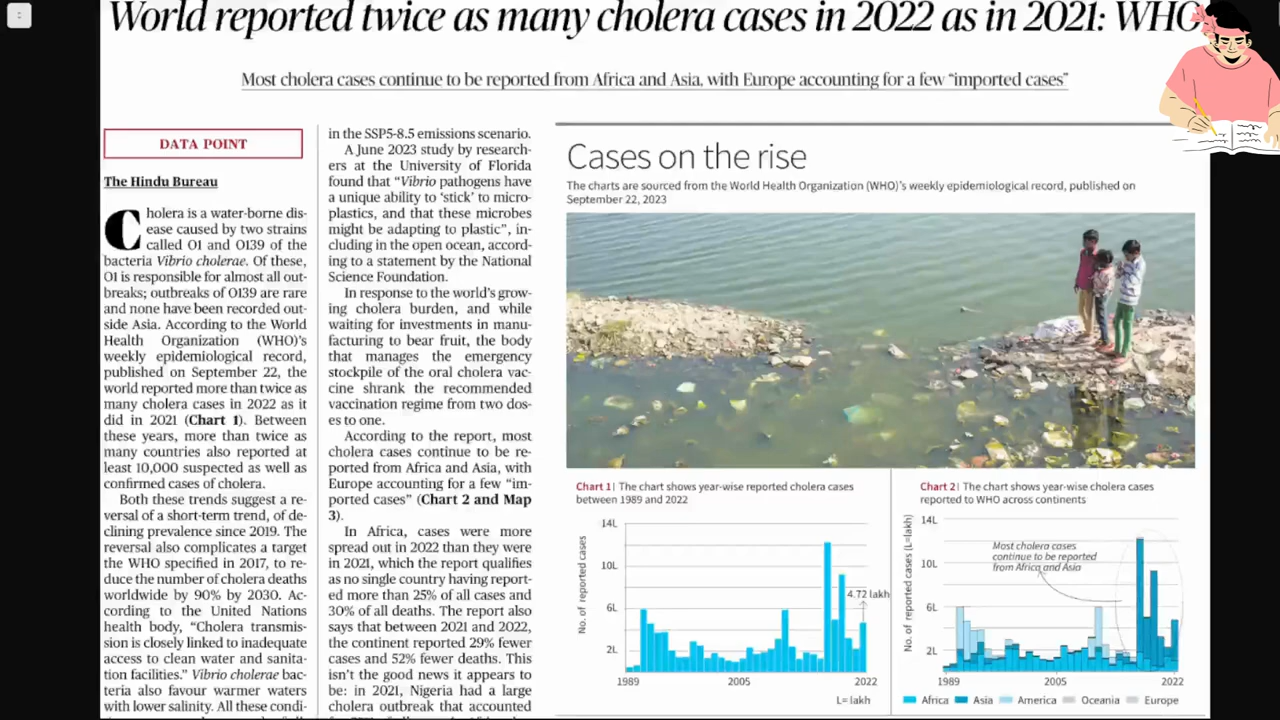 World reported twice as many cholera cases in 2022 as in 2021: WHO
Most cholera cases continue to be reported from Africa and Asia, with Europe accounting for a few “imported cases”
DATA POINT
The Hindu Bureau
Cholera is a water-borne dis-
ease caused by two strains
called O1 and O139 of the
bacteria Vibrio cholerae. Of these,
O1 is responsible for almost all out-
breaks; outbreaks of O139 are rare
and none have been recorded out-
side Asia. According to the World
Health Organization (WHO)’s
weekly epidemiological record,
published on September 22, the
world reported more than twice as
many cholera cases in 2022 as it
did in 2021 (Chart 1). Between
these years, more than twice as
many countries also reported at
least 10,000 suspected as well as
confirmed cases of cholera.
Both these trends suggest a re-
versal of a short-term trend, of de-
clining prevalence since 2019. The
reversal also complicates a target
the WHO specified in 2017, to re-
duce the number of cholera deaths
worldwide by 90% by 2030. Ac-
cording to the United Nations
health body, “Cholera transmis-
sion is closely linked to inadequate
access to clean water and sanita-
tion facilities.” Vibrio cholerae bac-
teria also favour warmer waters
with lower salinity. All these condi-
in the SSP5-8.5 emissions scenario.
A June 2023 study by research-
ers at the University of Florida
found that “Vibrio pathogens have
a unique ability to ‘stick’ to micro-
plastics, and that these microbes
might be adapting to plastic”, in-
cluding in the open ocean, accord-
ing to a statement by the National
Science Foundation.
In response to the world’s grow-
ing cholera burden, and while
waiting for investments in manu-
facturing to bear fruit, the body
that manages the emergency
stockpile of the oral cholera vac-
cine shrank the recommended
vaccination regime from two dos-
es to one.
According to the report, most
cholera cases continue to be re-
ported from Africa and Asia, with
Europe accounting for a few “im-
ported cases” (Chart 2 and Map
3).
In Africa, cases were more
spread out in 2022 than they were
in 2021, which the report qualifies
as no single country having report-
ed more than 25% of all cases and
30% of all deaths. The report also
says that between 2021 and 2022,
the continent reported 29% fewer
cases and 52% fewer deaths. This
isn’t the good news it appears to
be: in 2021, Nigeria had a large
cholera outbreak that accounted
Cases on the rise
The charts are sourced from the World Health Organization (WHO)’s weekly epidemiological record, published on
September 22, 2023
Chart 1 | The chart shows year-wise reported cholera cases
between 1989 and 2022
No. of reported cases
14L
10L
6L
2L
4.72 lakh
1989
2005
2022
L= lakh
Chart 2 | The chart shows year-wise cholera cases
reported to WHO across continents
No. of reported cases (L=lakh)
14L
10L
6L
2L
Most cholera cases
continue to be reported
from Africa and Asia
1989
2005
2022
Africa
Asia
America
Oceania
Europe